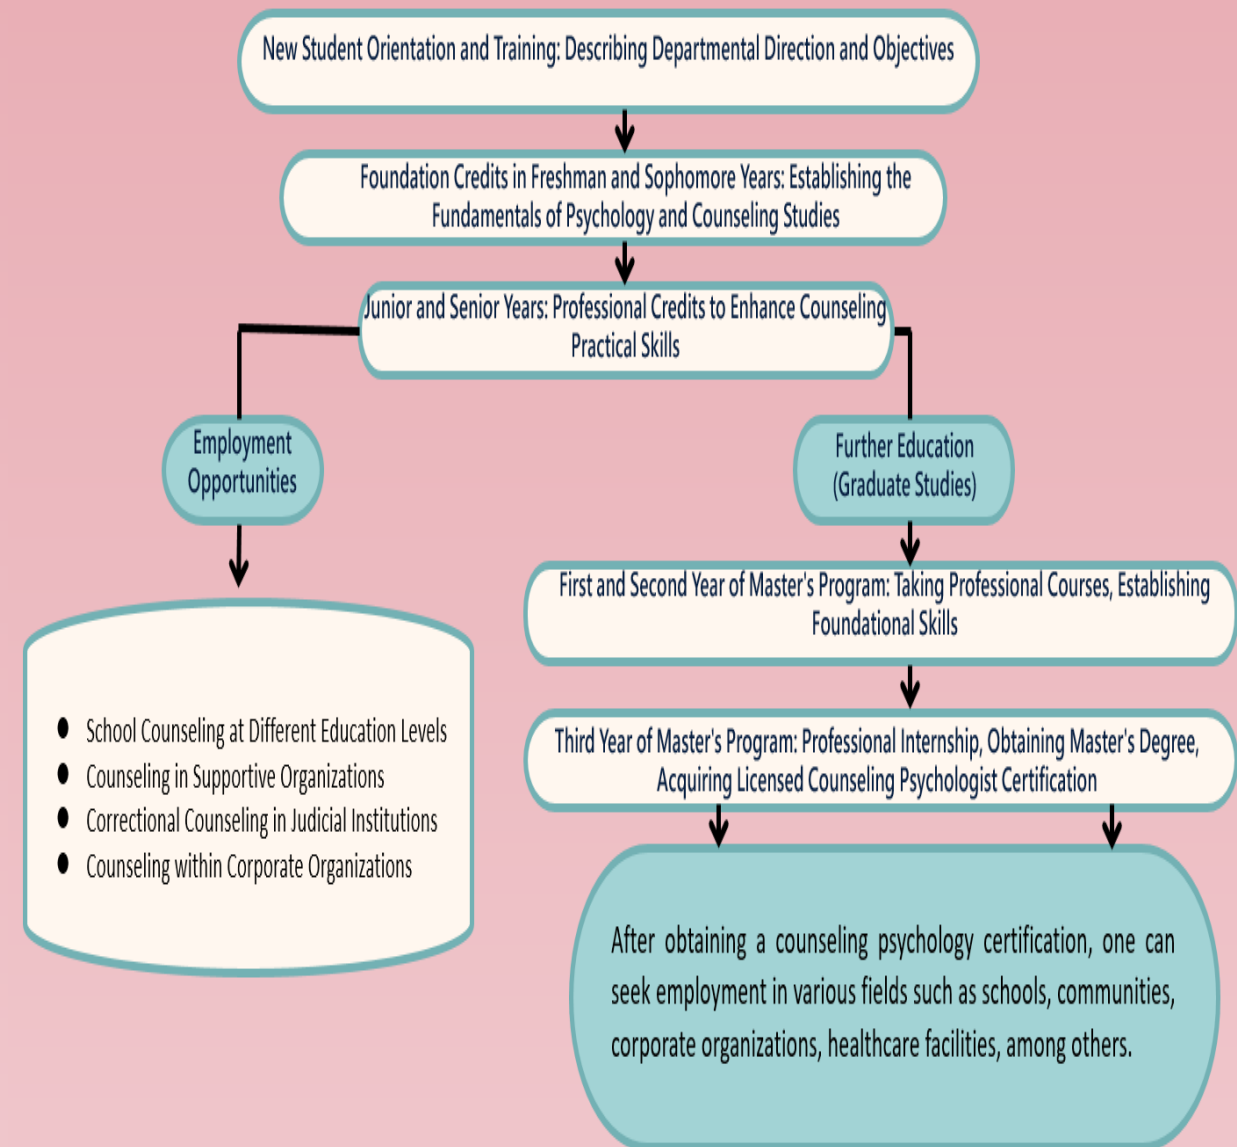 New Student Orientation and Training: Describing Departmental Direction and Objectives
Foundation Credits in Freshman and Sophomore Years: Establishing the
Fundamentals of Psychology and Counseling Studies
Junior and Senior Years: Professional Credits to Enhance Counseling
Practical Skills
Employment
Opportunities
● School Counseling at Different Education Levels
● Counseling in Supportive Organizations
● Correctional Counseling in Judicial Institutions
● Counseling within Corporate Organizations
Further Education
(Graduate Studies)
First and Second Year of Master's Program: Taking Professional Courses, Establishing
Foundational Skills
Third Year of Master's Program: Professional Internship, Obtaining Master's Degree,
Acquiring Licensed Counseling Psychologist Certification
After obtaining a counseling psychology certification, one can
seek employment in various fields such as schools, communities,
corporate organizations, healthcare facilities, among others.